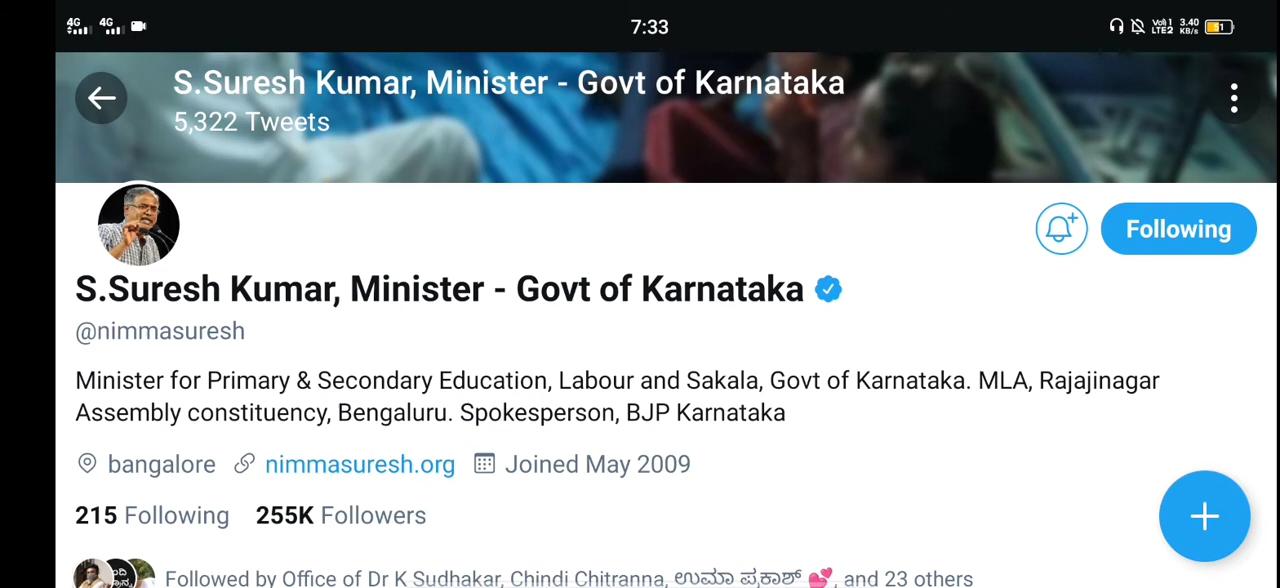 4G 4G 7:33 Vo) 1 LTE2 3.40 KB/s 51
S.Suresh Kumar, Minister - Govt of Karnataka
5,322 Tweets
Following
S.Suresh Kumar, Minister - Govt of Karnataka
@nimmasuresh
Minister for Primary & Secondary Education, Labour and Sakala, Govt of Karnataka. MLA, Rajajinagar
Assembly constituency, Bengaluru. Spokesperson, BJP Karnataka
bangalore nimmasuresh.org Joined May 2009
215 Following 255K Followers
Followed by Office of Dr K Sudhakar, Chindi Chitranna, ಉಮಾ ಪ್ರಕಾಶ್ 💕, and 23 others